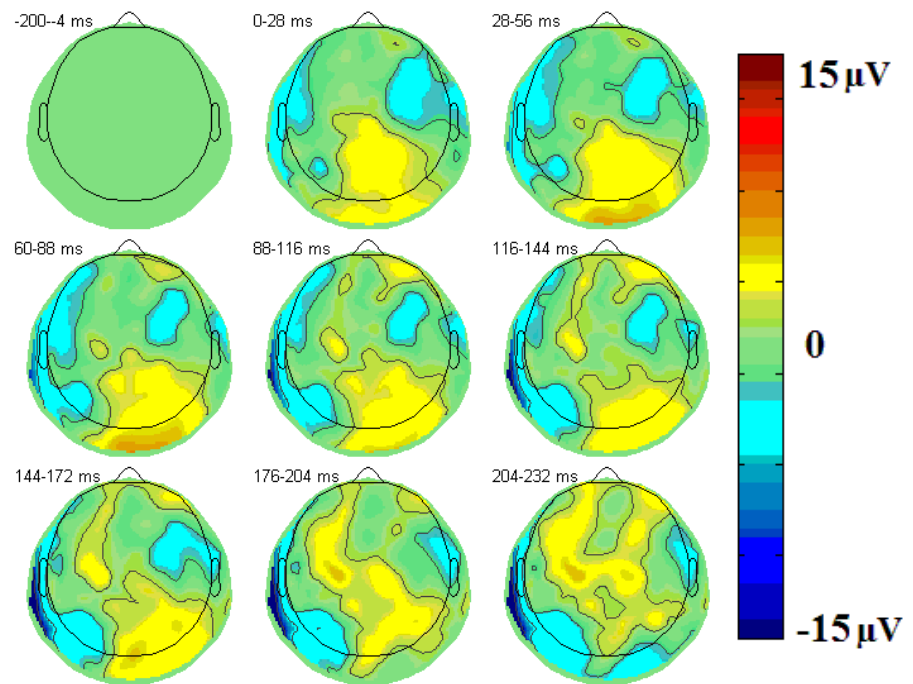 -200--4 ms
0-28 ms
28-56 ms
15 μV
60-88 ms
88-116 ms
116-144 ms
0
144-172 ms
176-204 ms
204-232 ms
-15 μV